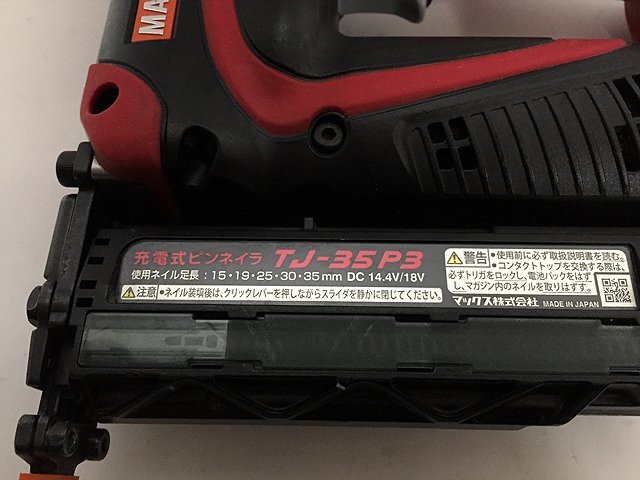 MA
充電式ピンネイラ TJ-35P3
使用ネイル足長：15・19・25・30・35mm DC 14.4V/18V
注意 ・ネイル装填後は、クリックレバーを押しながらスライダを静かに閉じてください。
警告 ・使用前に必ず取扱説明書を読む。
・コンタクトトップを交換する際は、
必ずトリガをロックし、電池パックをはず
し、マガジン内のネイルを取りはずす。
マックス株式会社 MADE IN JAPAN